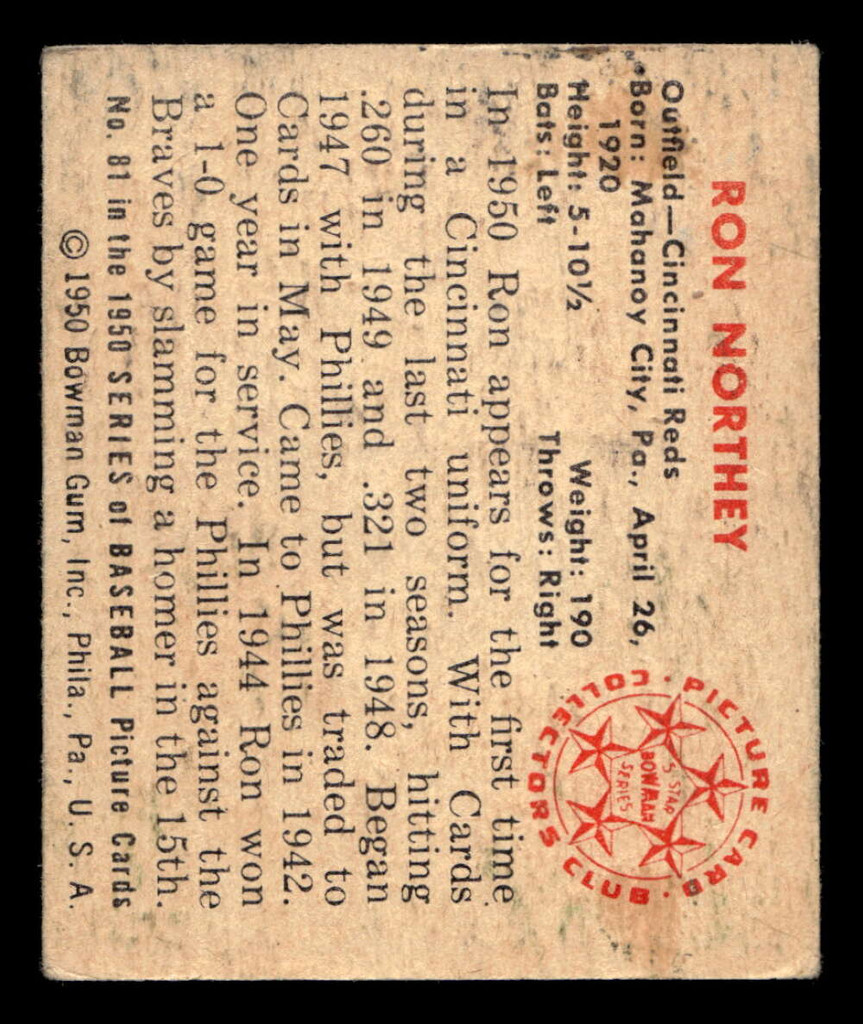 RON NORTHEY
Outfield—Cincinnati Reds
Born: Mahanoy City, Pa., April 26,
1920
Height: 5-10½ Weight: 190
Bats: Left Throws: Right
PICTURE CARD · COLLECTORS CLUB ·
5 STAR
BOWMAN
SERIES
In 1950 Ron appears for the first time
in a Cincinnati uniform. With Cards
during the last two seasons, hitting
.260 in 1949 and .321 in 1948. Began
1947 with Phillies, but was traded to
Cards in May. Came to Phillies in 1942.
One year in service. In 1944 Ron won
a 1-0 game for the Phillies against the
Braves by slamming a homer in the 15th.
No. 81 in the 1950 SERIES of BASEBALL Picture Cards
© 1950 Bowman Gum, Inc., Phila., Pa., U. S. A.